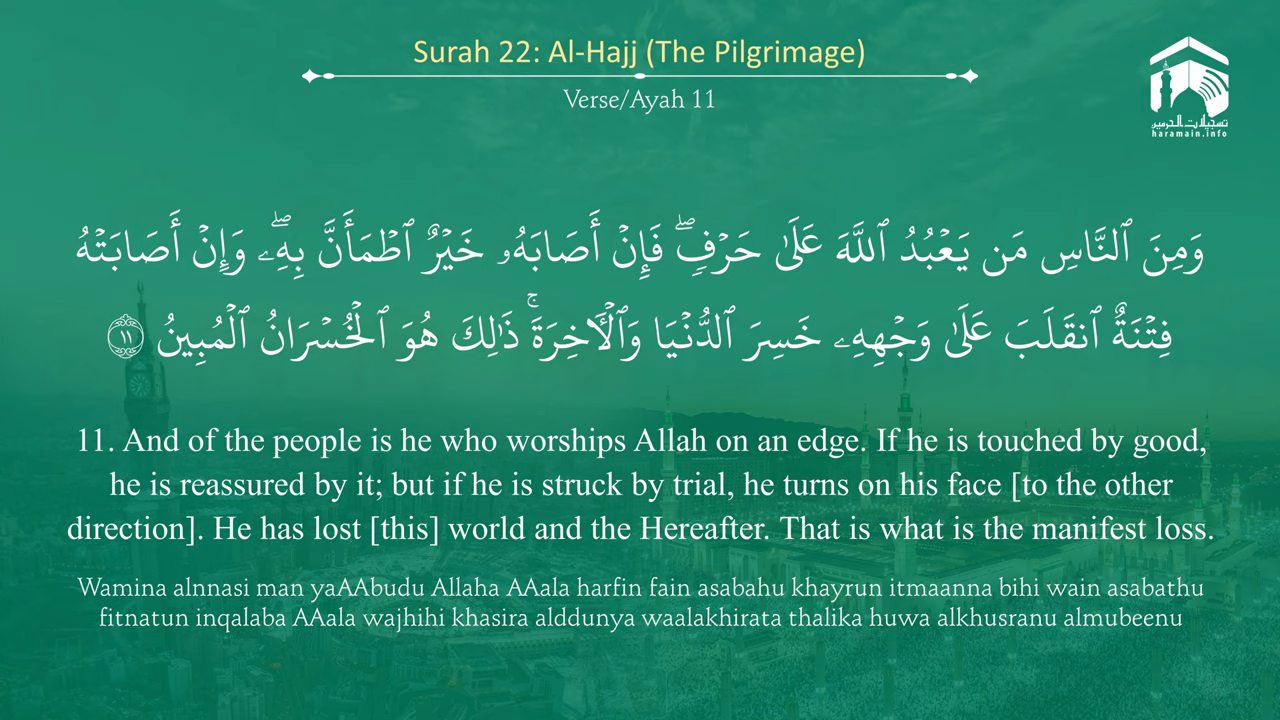 Surah 22: Al-Hajj (The Pilgrimage)
Verse/Ayah 11
تسجيلات الحرمين
haramain.info
وَمِنَ ٱلنَّاسِ مَن يَعۡبُدُ ٱللَّهَ عَلَىٰ حَرۡفٖۖ فَإِنۡ أَصَابَهُۥ خَيۡرٌ ٱطۡمَأَنَّ بِهِۦۖ وَإِنۡ أَصَابَتۡهُ
فِتۡنَةٌ ٱنقَلَبَ عَلَىٰ وَجۡهِهِۦ خَسِرَ ٱلدُّنۡيَا وَٱلۡأٓخِرَةَۚ ذَٰلِكَ هُوَ ٱلۡخُسۡرَانُ ٱلۡمُبِينُ ١١
11. And of the people is he who worships Allah on an edge. If he is touched by good,
he is reassured by it; but if he is struck by trial, he turns on his face [to the other
direction]. He has lost [this] world and the Hereafter. That is what is the manifest loss.
Wamina alnnasi man yaAAbudu Allaha AAala harfin fain asabahu khayrun itmaanna bihi wain asabathu
fitnatun inqalaba AAala wajhihi khasira alddunya waalakhirata thalika huwa alkhusranu almubeenu